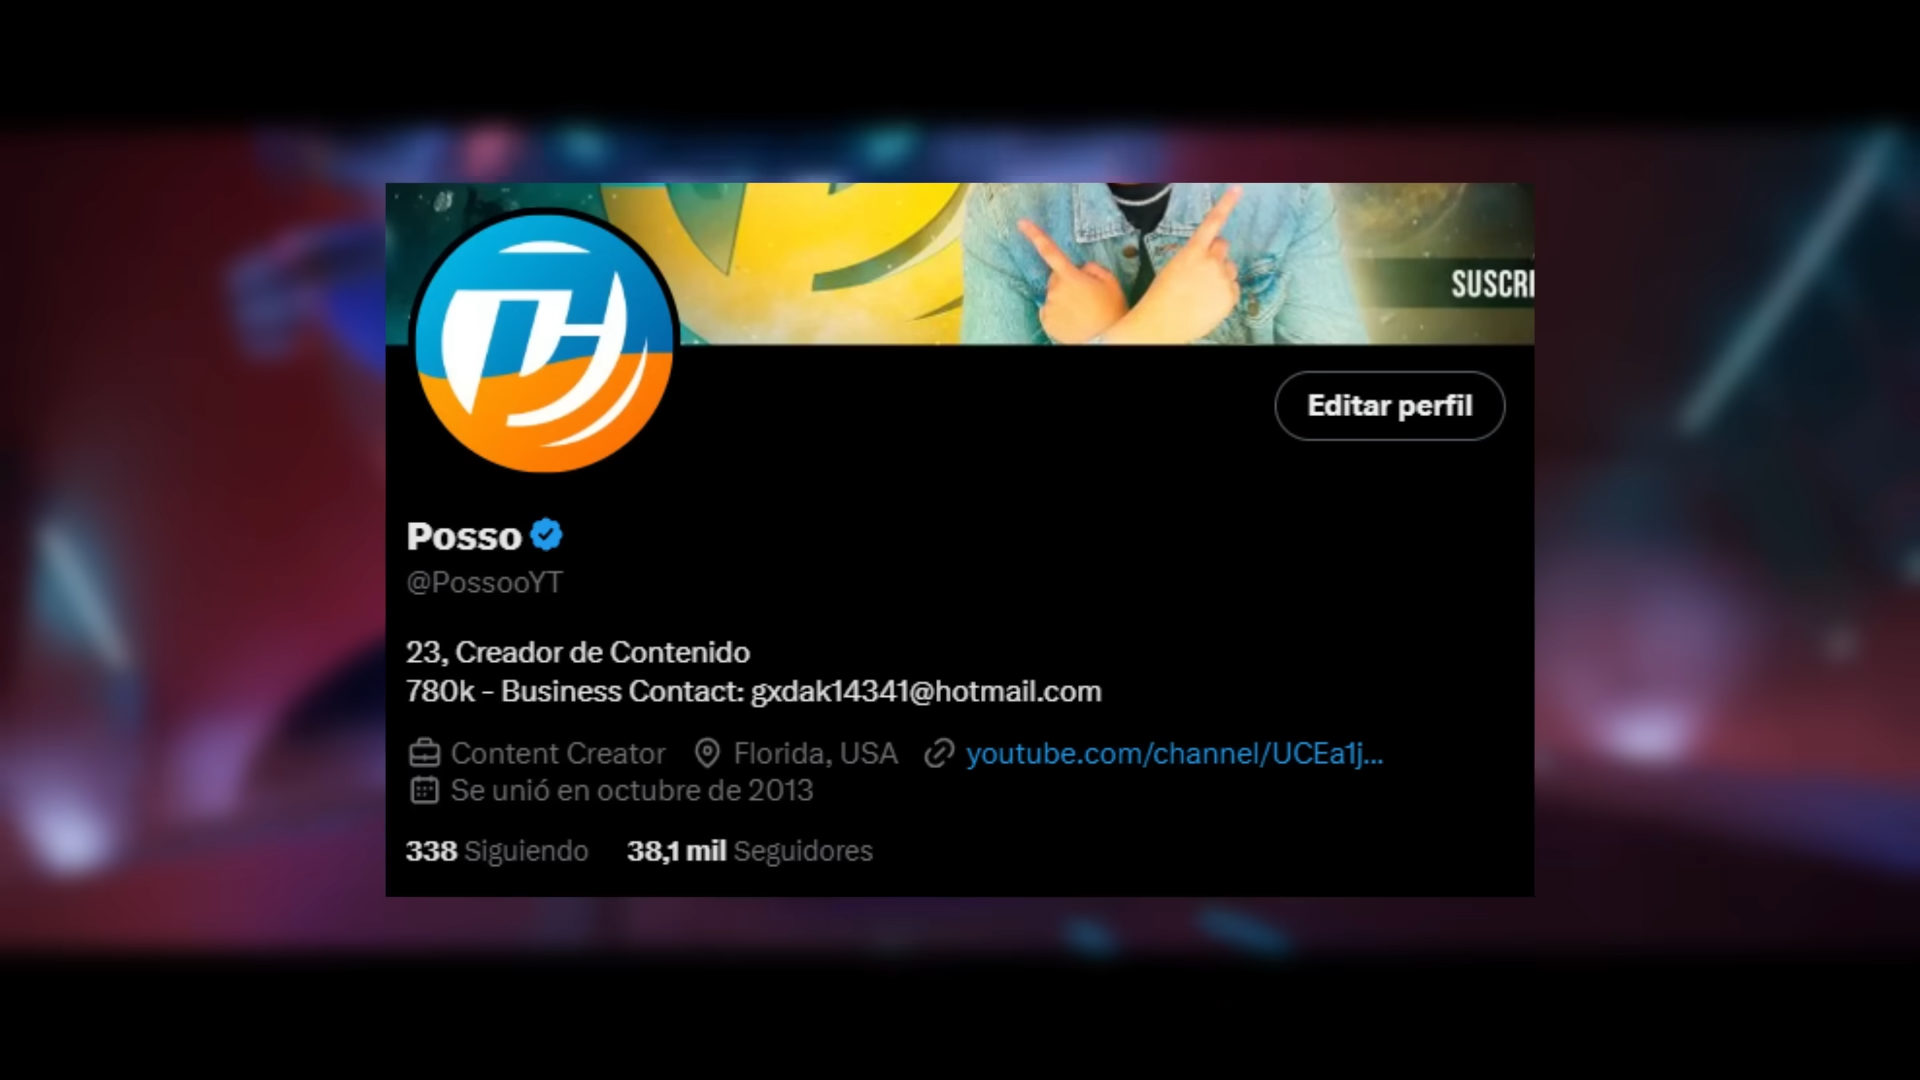 SUSCRI
Editar perfil
Posso
@PossooYT
23, Creador de Contenido
780k - Business Contact: gxdak14341@hotmail.com
Content Creator Florida, USA youtube.com/channel/UCEa1j...
Se unió en octubre de 2013
338 Siguiendo 38,1 mil Seguidores